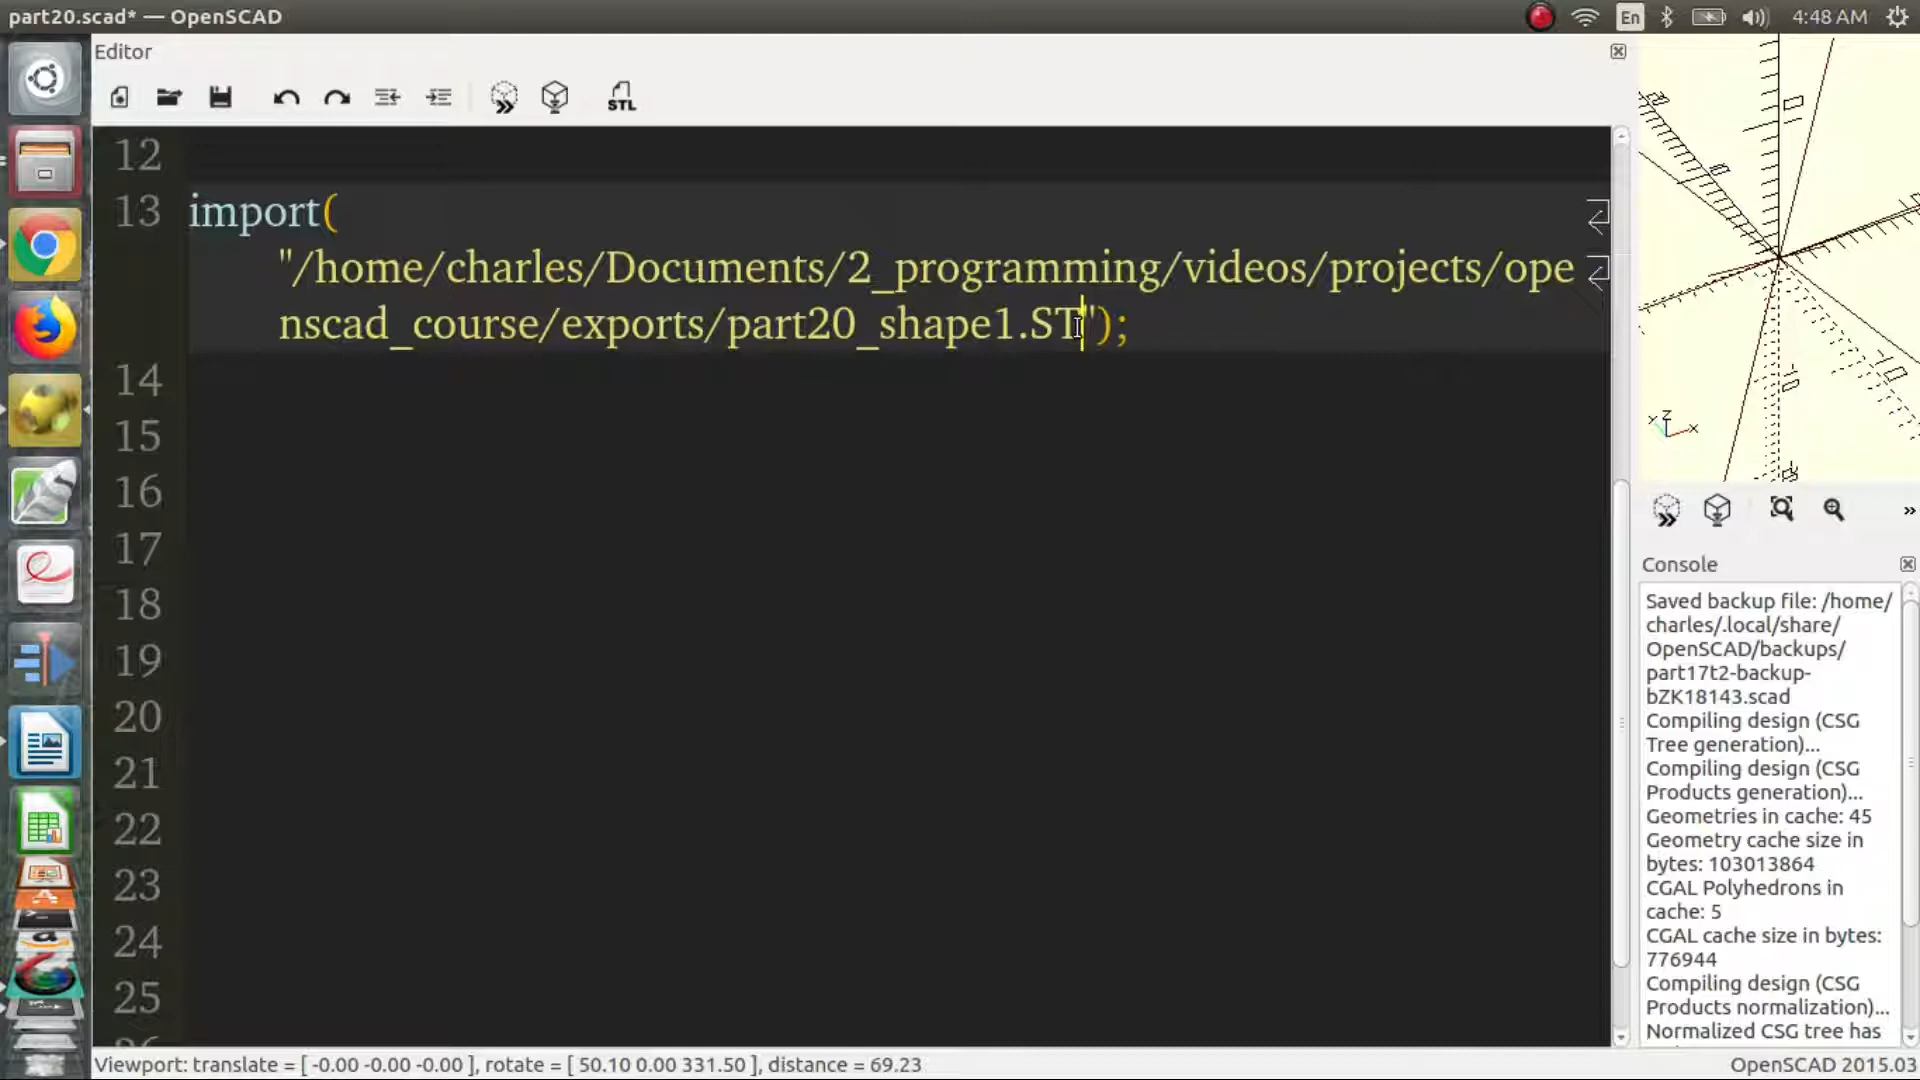 part20.scad* — OpenSCAD
En
4:48 AM
Editor
STL
12
13 import(
"/home/charles/Documents/2_programming/videos/projects/ope
nscad_course/exports/part20_shape1.ST");
14
15
16
17
18
19
20
21
22
23
24
25
Z
X
Console
Saved backup file: /home/
charles/.local/share/
OpenSCAD/backups/
part17t2-backup-
bZK18143.scad
Compiling design (CSG
Tree generation)...
Compiling design (CSG
Products generation)...
Geometries in cache: 45
Geometry cache size in
bytes: 103013864
CGAL Polyhedrons in
cache: 5
CGAL cache size in bytes:
776944
Compiling design (CSG
Products normalization)...
Normalized CSG tree has
Viewport: translate = [ -0.00 -0.00 -0.00 ], rotate = [ 50.10 0.00 331.50 ], distance = 69.23
OpenSCAD 2015.03